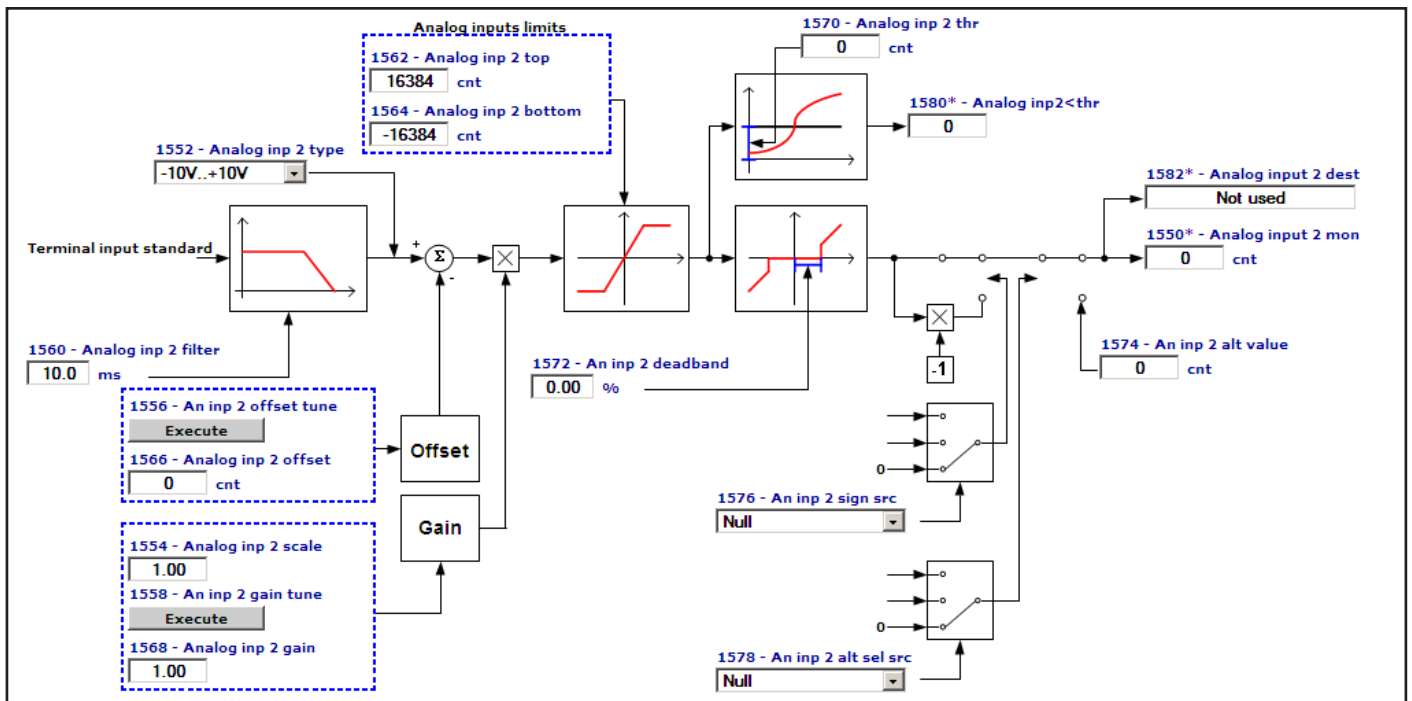 Analog inputs limits
1562 - Analog inp 2 top
16384 cnt
1564 - Analog inp 2 bottom
-16384 cnt
1570 - Analog inp 2 thr
0 cnt
1580* - Analog inp2<thr
0
1552 - Analog inp 2 type
-10V..+10V
1582* - Analog input 2 dest
Not used
Terminal input standard
+
Σ
-
1550* - Analog input 2 mon
0 cnt
1560 - Analog inp 2 filter
10.0 ms
1572 - An inp 2 deadband
0.00 %
-1
1574 - An inp 2 alt value
0 cnt
1556 - An inp 2 offset tune
Execute
1566 - Analog inp 2 offset
0 cnt
Offset
0
1576 - An inp 2 sign src
Null
Gain
1554 - Analog inp 2 scale
1.00
1558 - An inp 2 gain tune
Execute
1568 - Analog inp 2 gain
1.00
0
1578 - An inp 2 alt sel src
Null